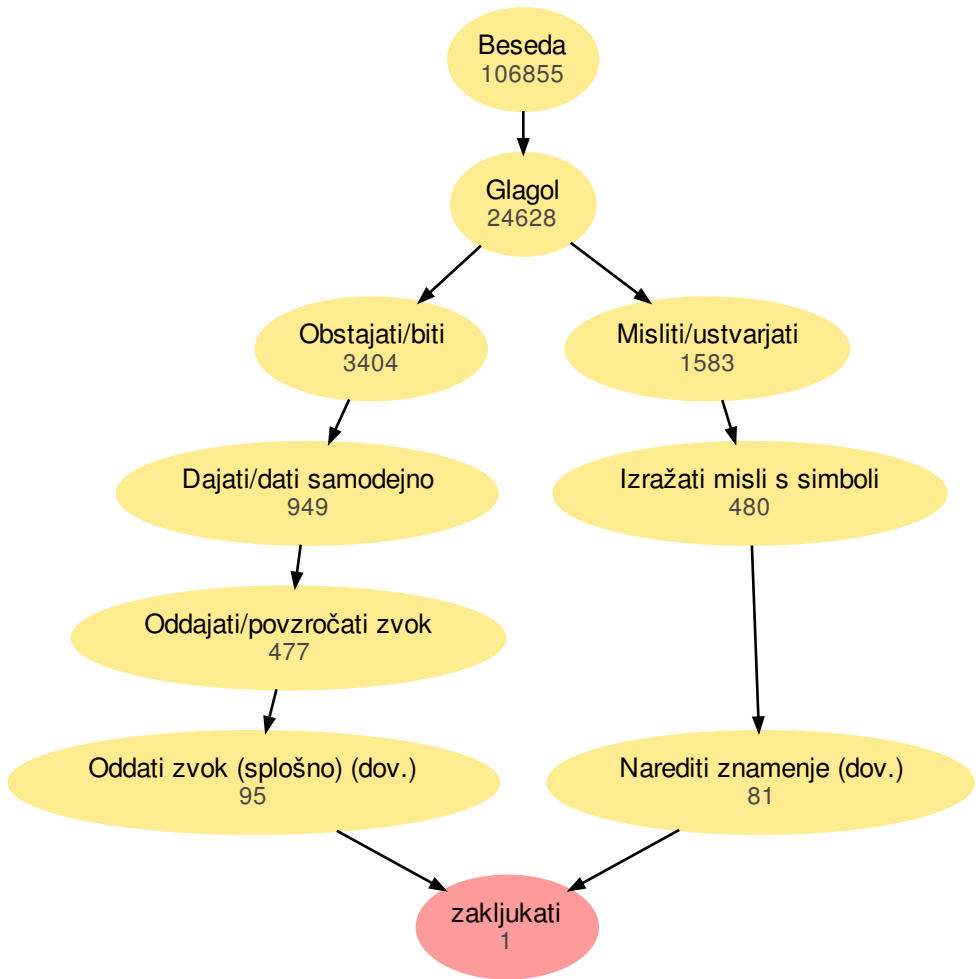 Beseda
106855
Glagol
24628
Obstajati/biti
3404
Misliti/ustvarjati
1583
Dajati/dati samodejno
949
Izražati misli s simboli
480
Oddajati/povzročati zvok
477
Oddati zvok (splošno) (dov.)
95
Narediti znamenje (dov.)
81
zakljukati
1